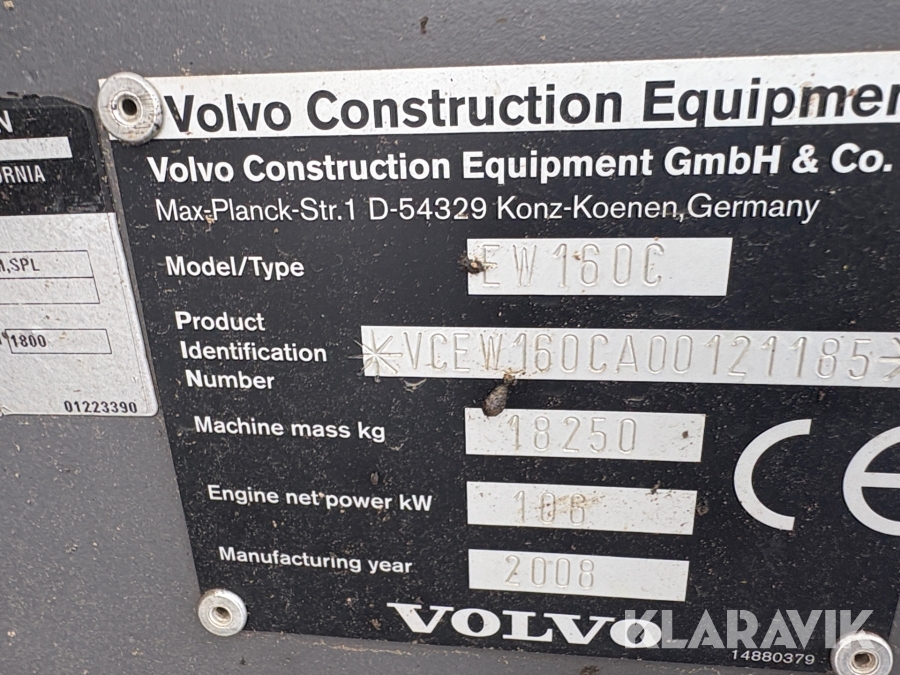 N
ORNIA
M,SPL
1800
01223390
Volvo Construction Equipmen
Volvo Construction Equipment GmbH & Co.
Max-Planck-Str.1 D-54329 Konz-Koenen,Germany
Model/Type EW160C
Product
Identification
Number
*VCEW160CA00121185*
Machine mass kg 18250
Engine net power kW 108
Manufacturing year 2008
CE
VOLVO
14880379
KLARAVIK